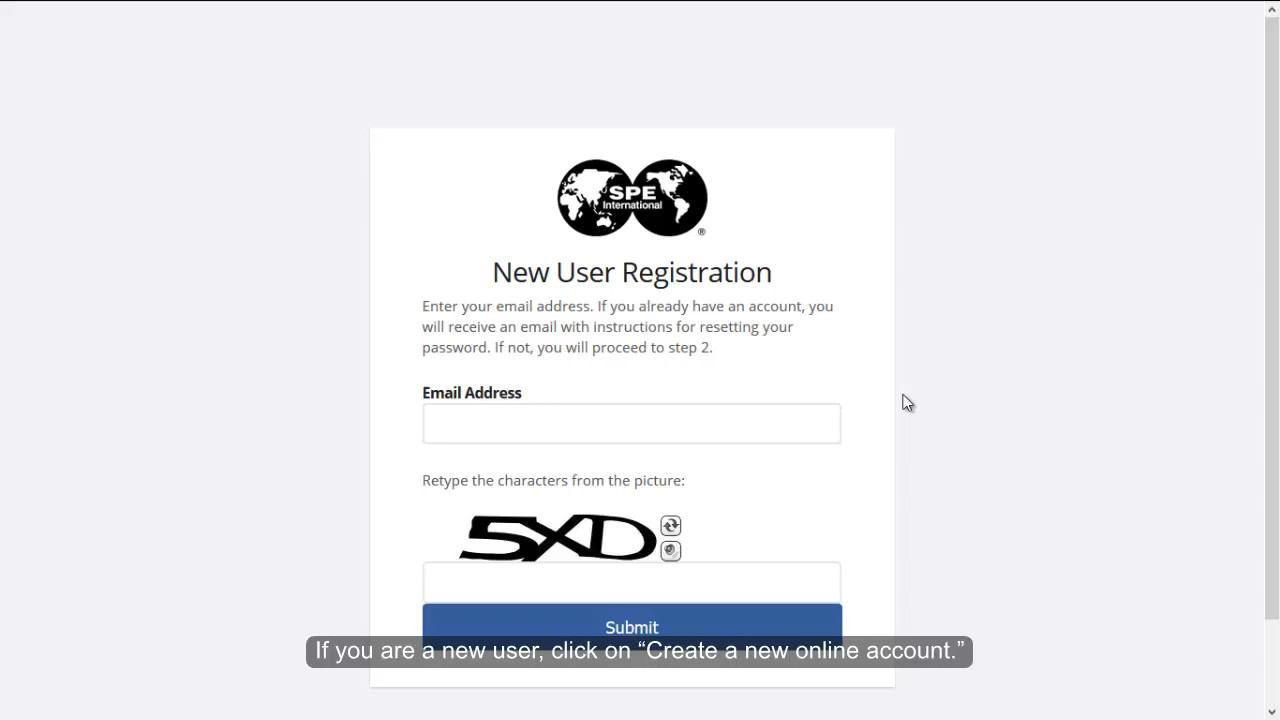 SPE
International
®
New User Registration
Enter your email address. If you already have an account, you
will receive an email with instructions for resetting your
password. If not, you will proceed to step 2.
Email Address
Retype the characters from the picture:
5XD
Submit
If you are a new user, click on “Create a new online account.”